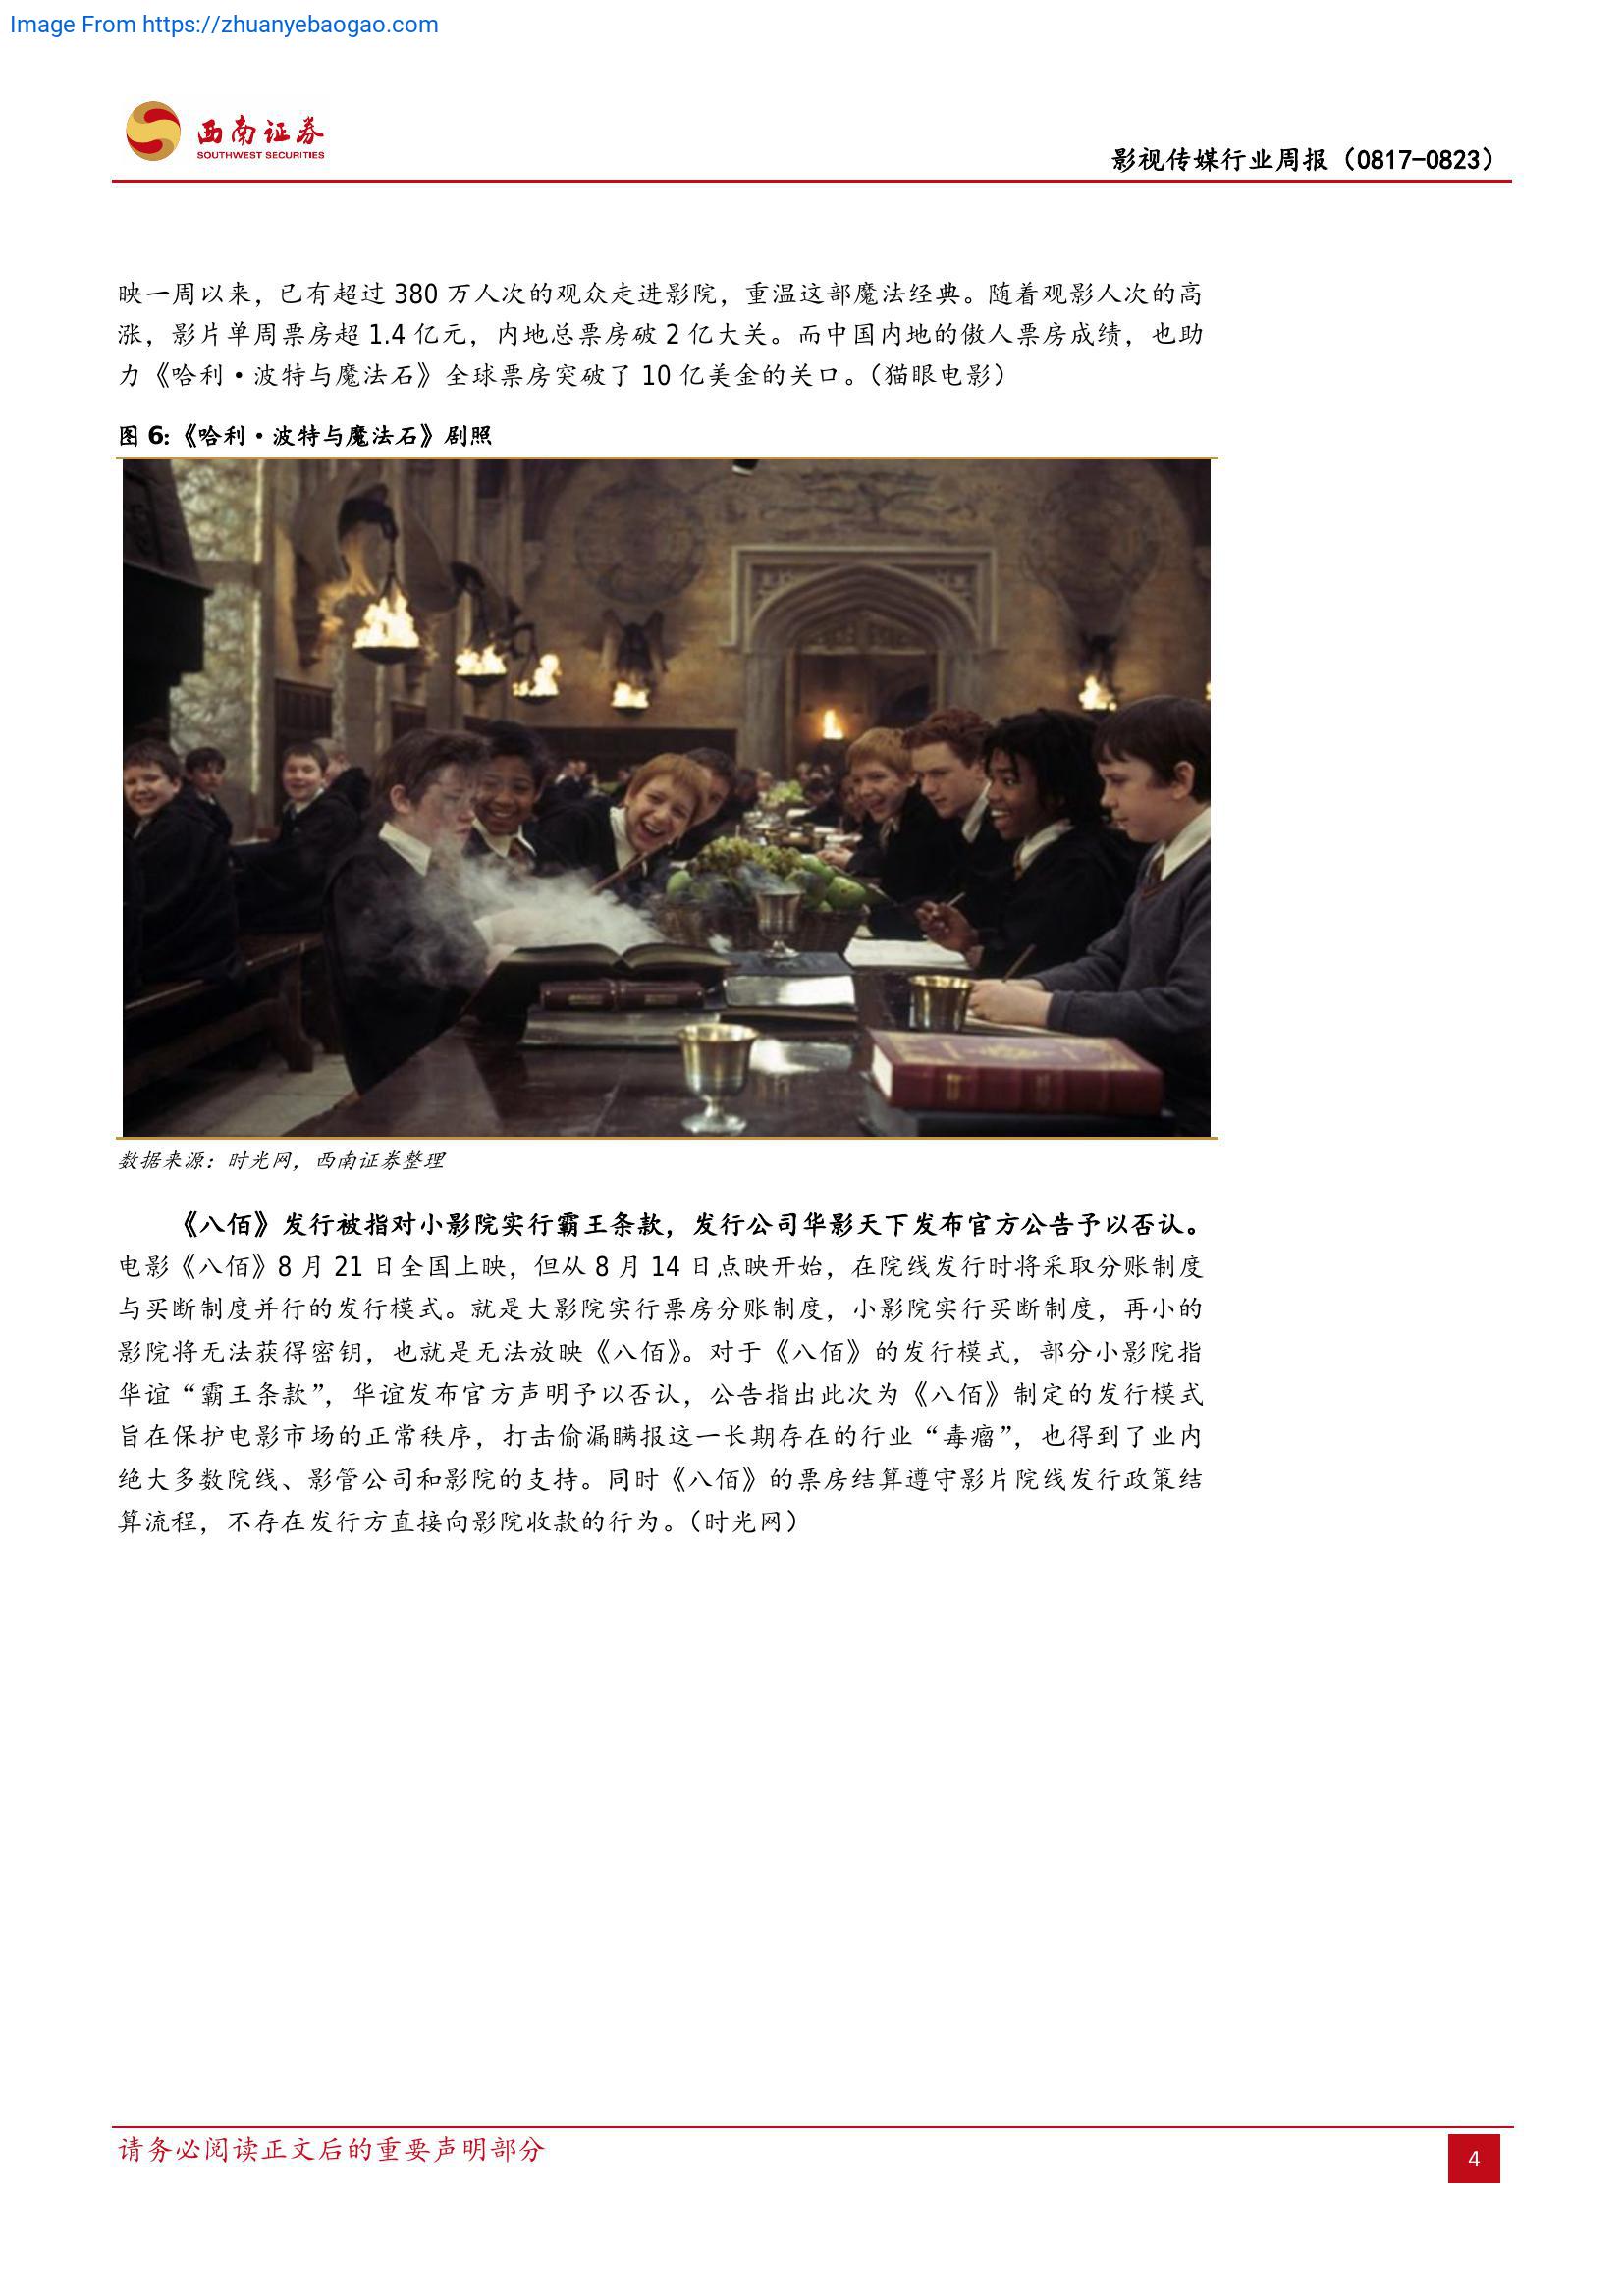 Image From https://zhuanyebaogao.com
西南证券
SOUTHWEST SECURITIES
影视传媒行业周报（0817-0823）
映一周以来，已有超过 380 万人次的观众走进影院，重温这部魔法经典。随着观影人次的高
涨，影片单周票房超 1.4 亿元，内地总票房破 2 亿大关。而中国内地的傲人票房成绩，也助
力《哈利·波特与魔法石》全球票房突破了 10 亿美金的关口。（猫眼电影）
图 6:《哈利·波特与魔法石》剧照
数据来源：时光网，西南证券整理
《八佰》发行被指对小影院实行霸王条款，发行公司华影天下发布官方公告予以否认。
电影《八佰》8 月 21 日全国上映，但从 8 月 14 日点映开始，在院线发行时将采取分账制度
与买断制度并行的发行模式。就是大影院实行票房分账制度，小影院实行买断制度，再小的
影院将无法获得密钥，也就是无法放映《八佰》。对于《八佰》的发行模式，部分小影院指
华谊“霸王条款”，华谊发布官方声明予以否认，公告指出此次为《八佰》制定的发行模式
旨在保护电影市场的正常秩序，打击偷漏瞒报这一长期存在的行业“毒瘤”，也得到了业内
绝大多数院线、影管公司和影院的支持。同时《八佰》的票房结算遵守影片院线发行政策结
算流程，不存在发行方直接向影院收款的行为。（时光网）
请务必阅读正文后的重要声明部分
4